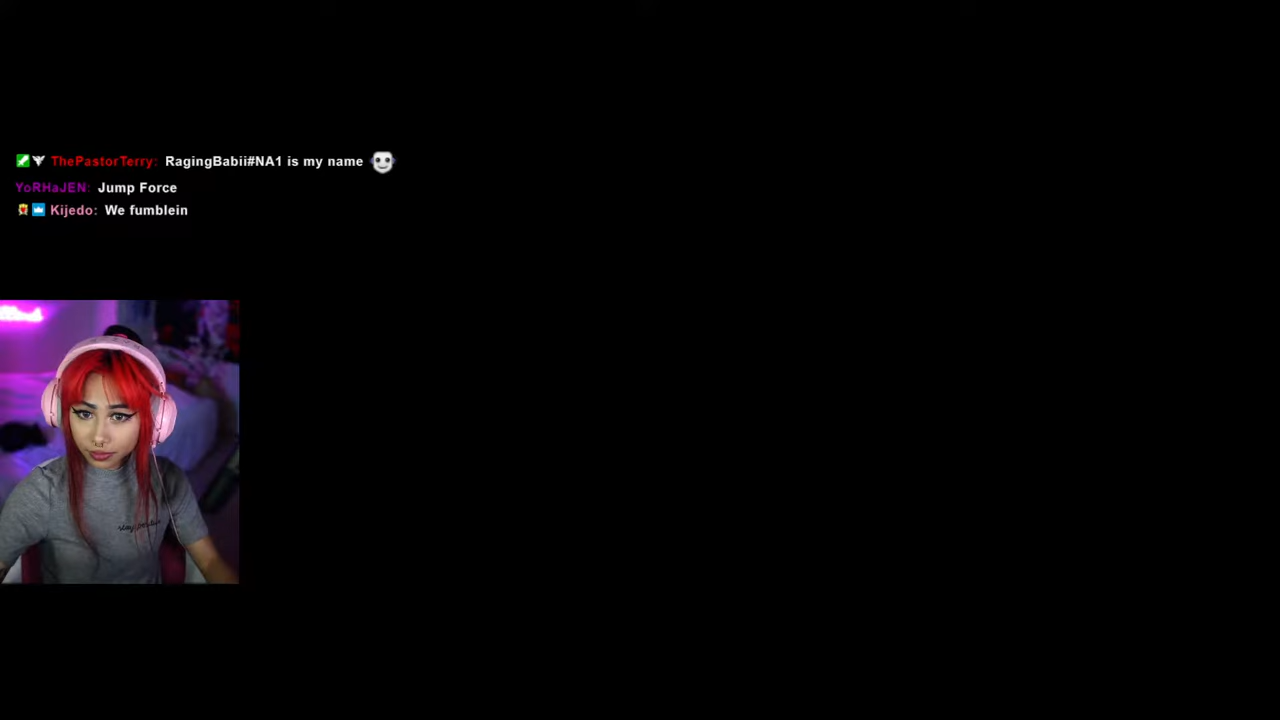 ThePastorTerry: RagingBabii#NA1 is my name
YoRHaJEN: Jump Force
Kijedo: We fumblein